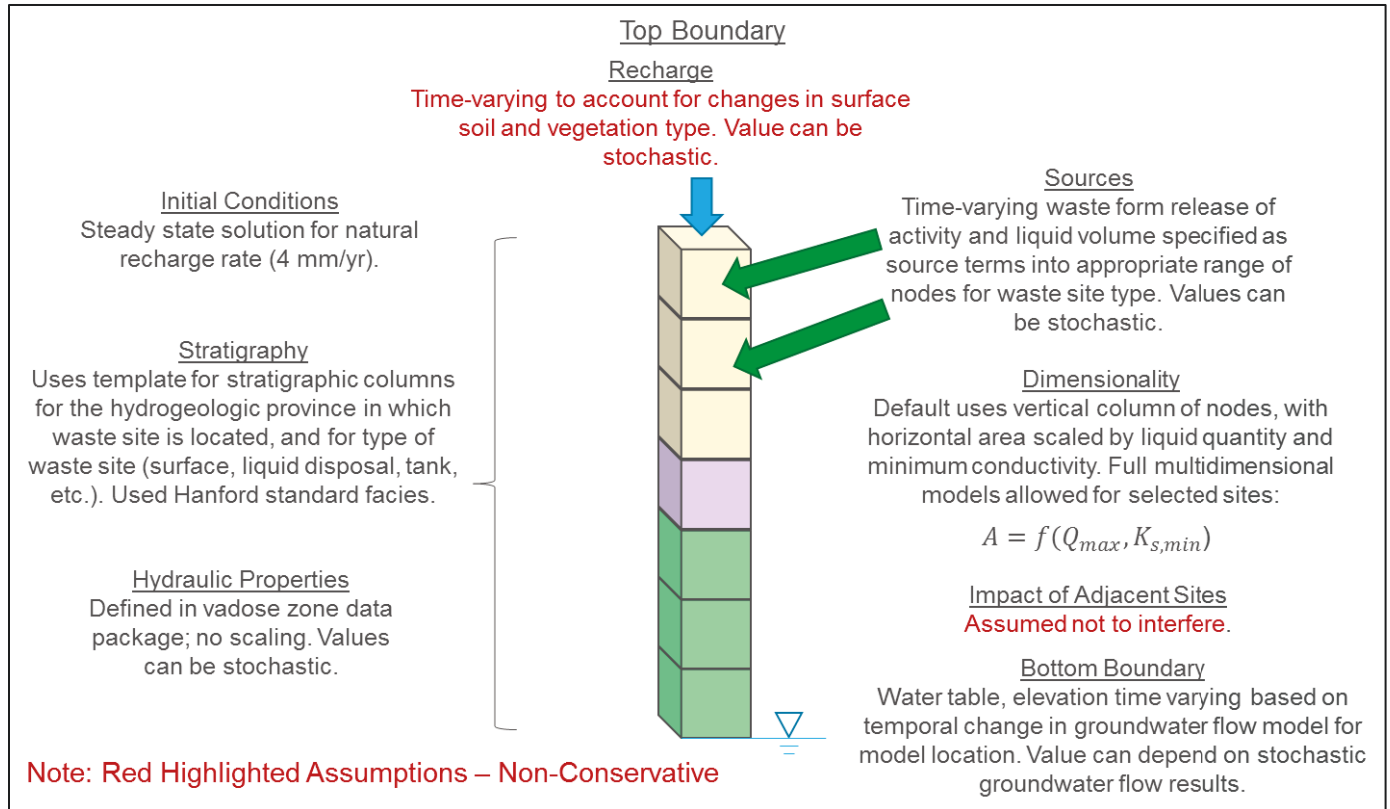 Top Boundary
Recharge
Time-varying to account for changes in surface
soil and vegetation type. Value can be
stochastic.
Initial Conditions
Steady state solution for natural
recharge rate (4 mm/yr).
Stratigraphy
Uses template for stratigraphic columns
for the hydrogeologic province in which
waste site is located, and for type of
waste site (surface, liquid disposal, tank,
etc.). Used Hanford standard facies.
Hydraulic Properties
Defined in vadose zone data
package; no scaling. Values
can be stochastic.
Sources
Time-varying waste form release of
activity and liquid volume specified as
source terms into appropriate range of
nodes for waste site type. Values can
be stochastic.
Dimensionality
Default uses vertical column of nodes, with
horizontal area scaled by liquid quantity and
minimum conductivity. Full multidimensional
models allowed for selected sites:
A = f(Q_{max}, K_{s,min})
Impact of Adjacent Sites
Assumed not to interfere.
Bottom Boundary
Water table, elevation time varying based on
temporal change in groundwater flow model for
model location. Value can depend on stochastic
groundwater flow results.
Note: Red Highlighted Assumptions – Non-Conservative